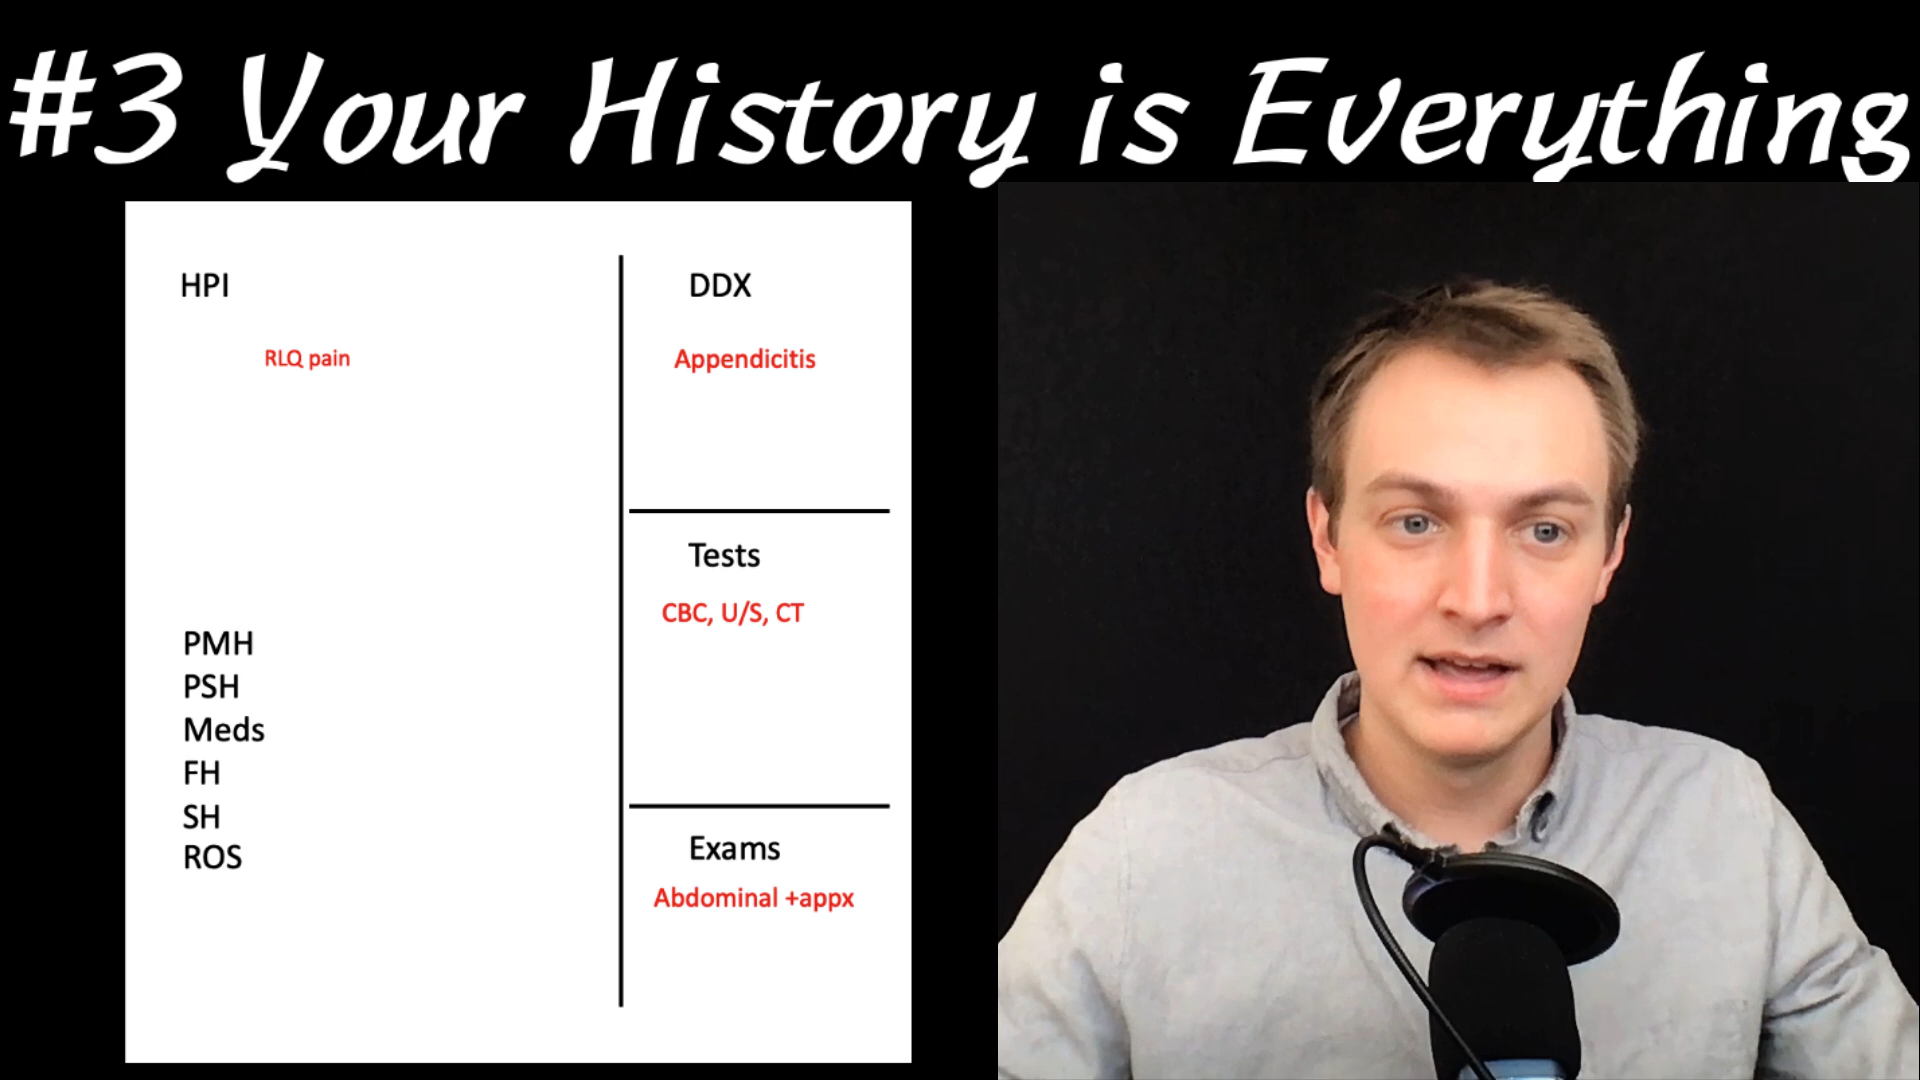 #3 Your History is Everything
HPI
RLQ pain
PMH
PSH
Meds
FH
SH
ROS
DDX
Appendicitis
Tests
CBC, U/S, CT
Exams
Abdominal +appx